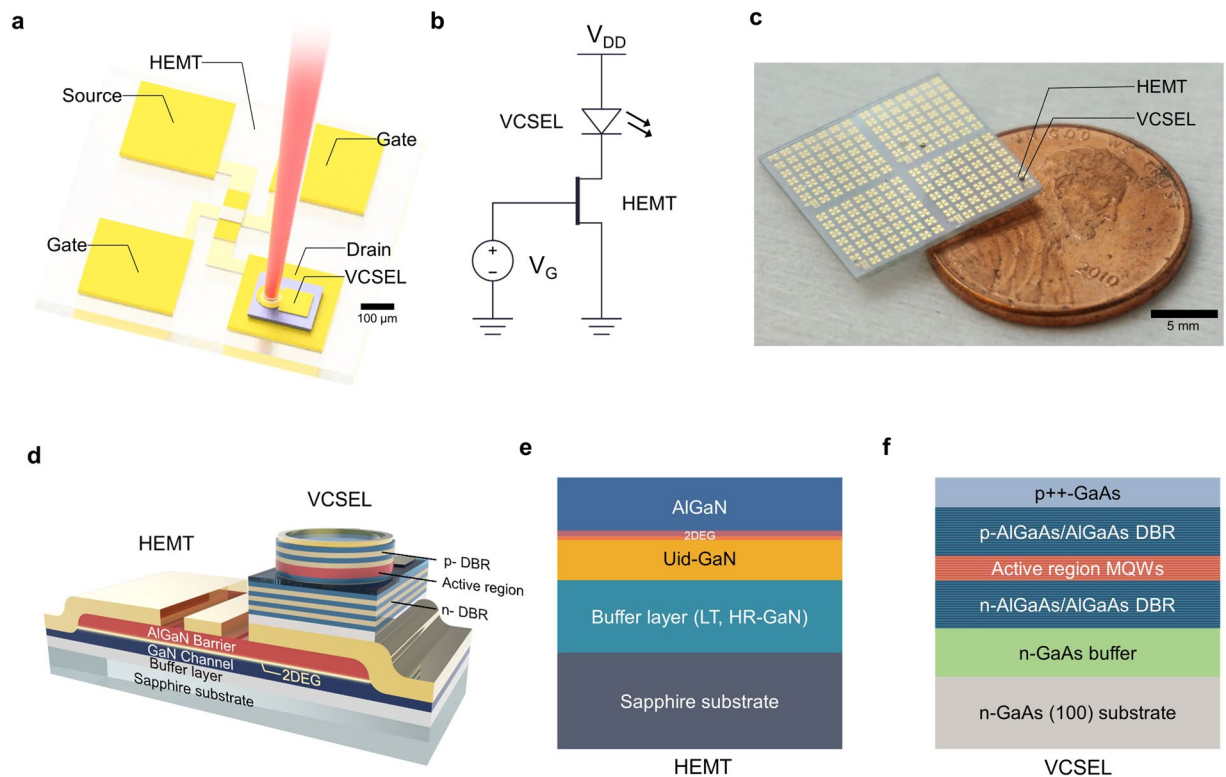 a
HEMT
Source
Gate
Gate
Drain
VCSEL
100 µm
b
V_DD
VCSEL
HEMT
+
−
V_G
c
HEMT
VCSEL
2010
5 mm
d
VCSEL
HEMT
p- DBR
Active region
n- DBR
AlGaN Barrier
GaN Channel
2DEG
Buffer layer
Sapphire substrate
e
AlGaN
2DEG
Uid-GaN
Buffer layer (LT, HR-GaN)
Sapphire substrate
HEMT
f
p++-GaAs
p-AlGaAs/AlGaAs DBR
Active region MQWs
n-AlGaAs/AlGaAs DBR
n-GaAs buffer
n-GaAs (100) substrate
VCSEL